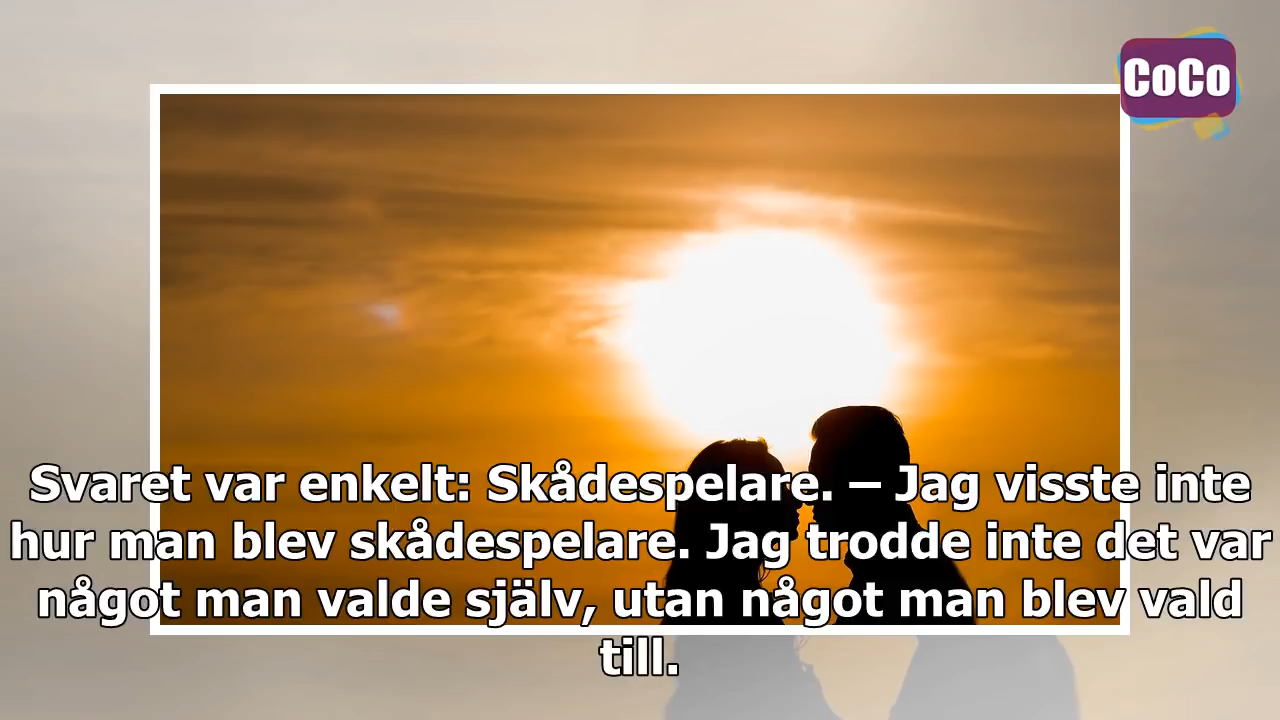 CoCo
Svaret var enkelt: Skådespelare. – Jag visste inte
hur man blev skådespelare. Jag trodde inte det var
något man valde själv, utan något man blev vald
till.